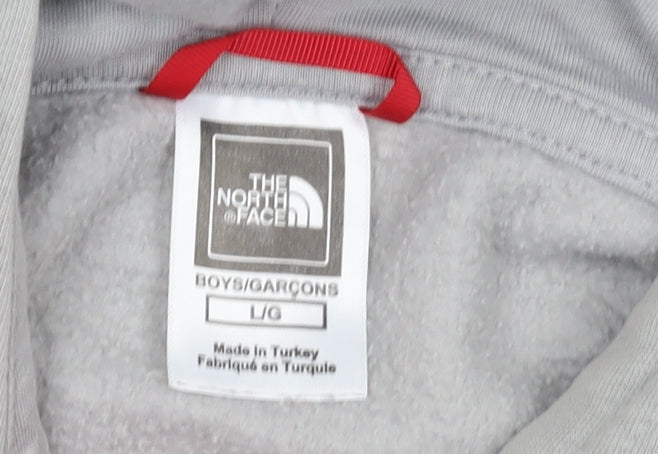 THE
NORTH
®FACE
BOYS/GARÇONS
L/G
Made in Turkey
Fabriqué en Turquie